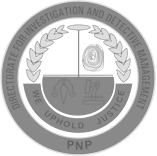 DIRECTORATE FOR INVESTIGATION AND DETECTIVE MANAGEMENT
WE UPHOLD JUSTICE
PNP